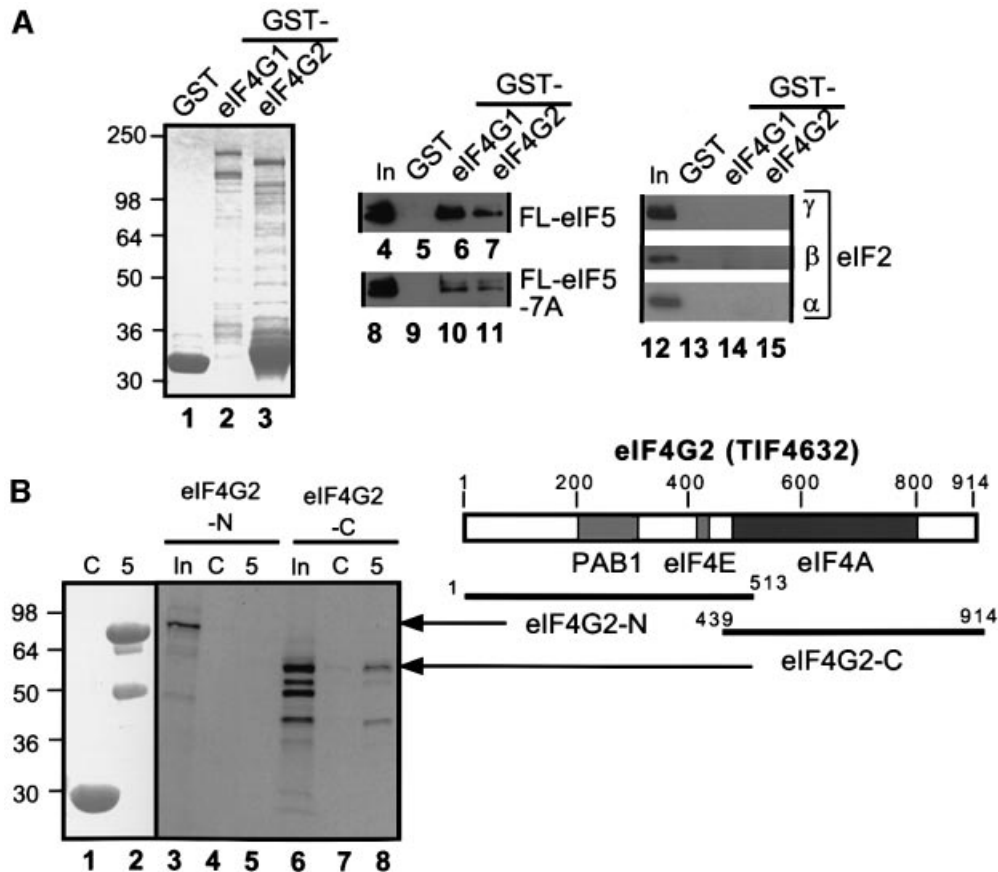 A
GST-
GST
eIF4G1
eIF4G2
250
98
64
50
36
30
1 2 3
GST-
In
GST
eIF4G1
eIF4G2
FL-eIF5
4 5 6 7
FL-eIF5
-7A
8 9 10 11
GST-
In
GST
eIF4G1
eIF4G2
γ
β eIF2
α
12 13 14 15
B
eIF4G2
-N
eIF4G2
-C
C 5 In C 5 In C 5
98
64
50
36
30
1 2 3 4 5 6 7 8
eIF4G2 (TIF4632)
1 200 400 600 800 914
PAB1 eIF4E eIF4A
1 513
eIF4G2-N
439 914
eIF4G2-C